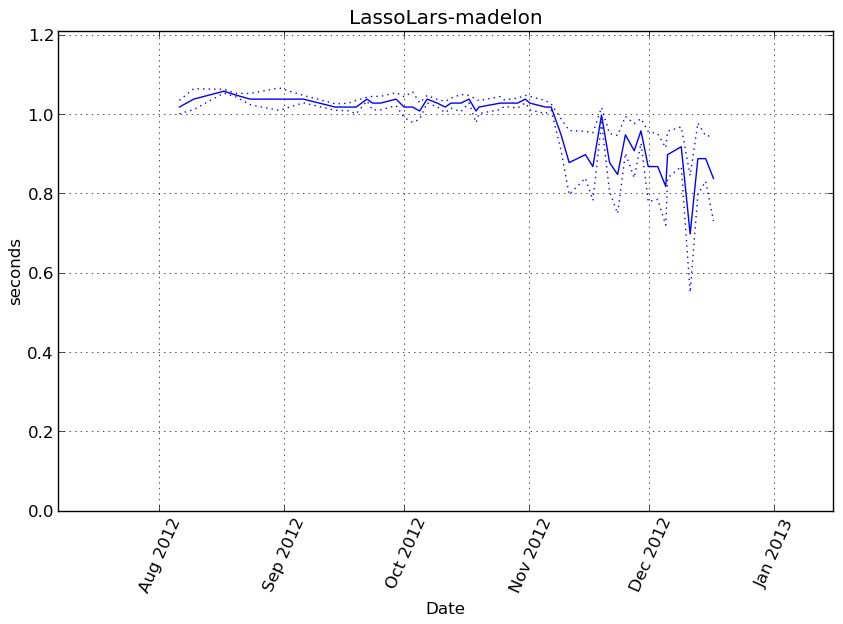 LassoLars-madelon
1.2
1.0
0.8
0.6
0.4
0.2
0.0
seconds
Aug 2012
Sep 2012
Oct 2012
Nov 2012
Dec 2012
Jan 2013
Date